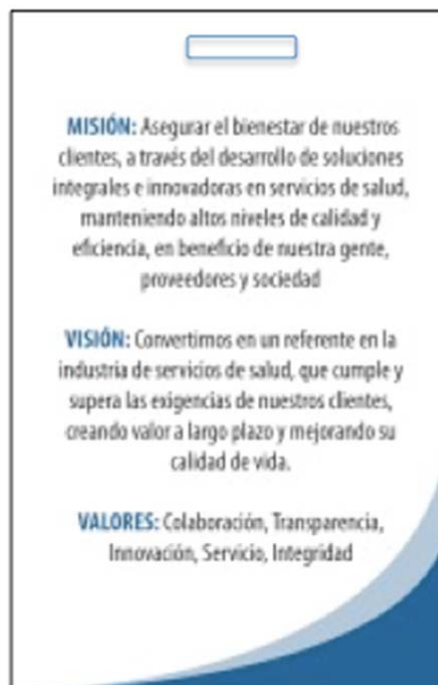 MISIÓN: Asegurar el bienestar de nuestros
clientes, a través del desarrollo de soluciones
integrales e innovadoras en servicios de salud,
manteniendo altos niveles de calidad y
eficiencia, en beneficio de nuestra gente,
proveedores y sociedad
VISIÓN: Convertirnos en un referente en la
industria de servicios de salud, que cumple y
supera las exigencias de nuestros clientes,
creando valor a largo plazo y mejorando su
calidad de vida.
VALORES: Colaboración, Transparencia,
Innovación, Servicio, Integridad